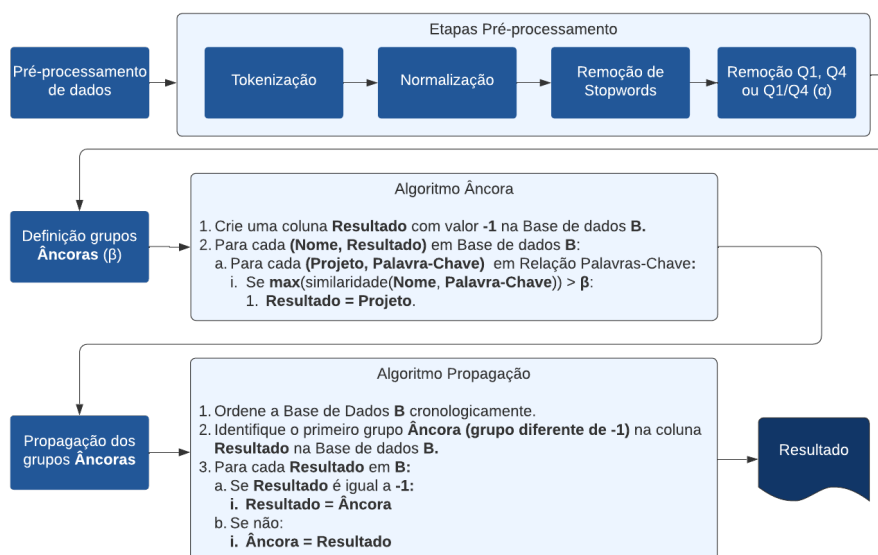 Etapas Pré-processamento
Pré-processamento
de dados
Tokenização
Normalização
Remoção de
Stopwords
Remoção Q1, Q4
ou Q1/Q4 (α)
Definição grupos
Âncoras (β)
Algoritmo Âncora
1. Crie uma coluna Resultado com valor -1 na Base de dados B.
2. Para cada (Nome, Resultado) em Base de dados B:
a. Para cada (Projeto, Palavra-Chave) em Relação Palavras-Chave:
i. Se max(similaridade(Nome, Palavra-Chave)) > β:
1. Resultado = Projeto.
Propagação dos
grupos Âncoras
Algoritmo Propagação
1. Ordene a Base de Dados B cronologicamente.
2. Identifique o primeiro grupo Âncora (grupo diferente de -1) na coluna
Resultado na Base de dados B.
3. Para cada Resultado em B:
a. Se Resultado é igual a -1:
i. Resultado = Âncora
b. Se não:
i. Âncora = Resultado
Resultado